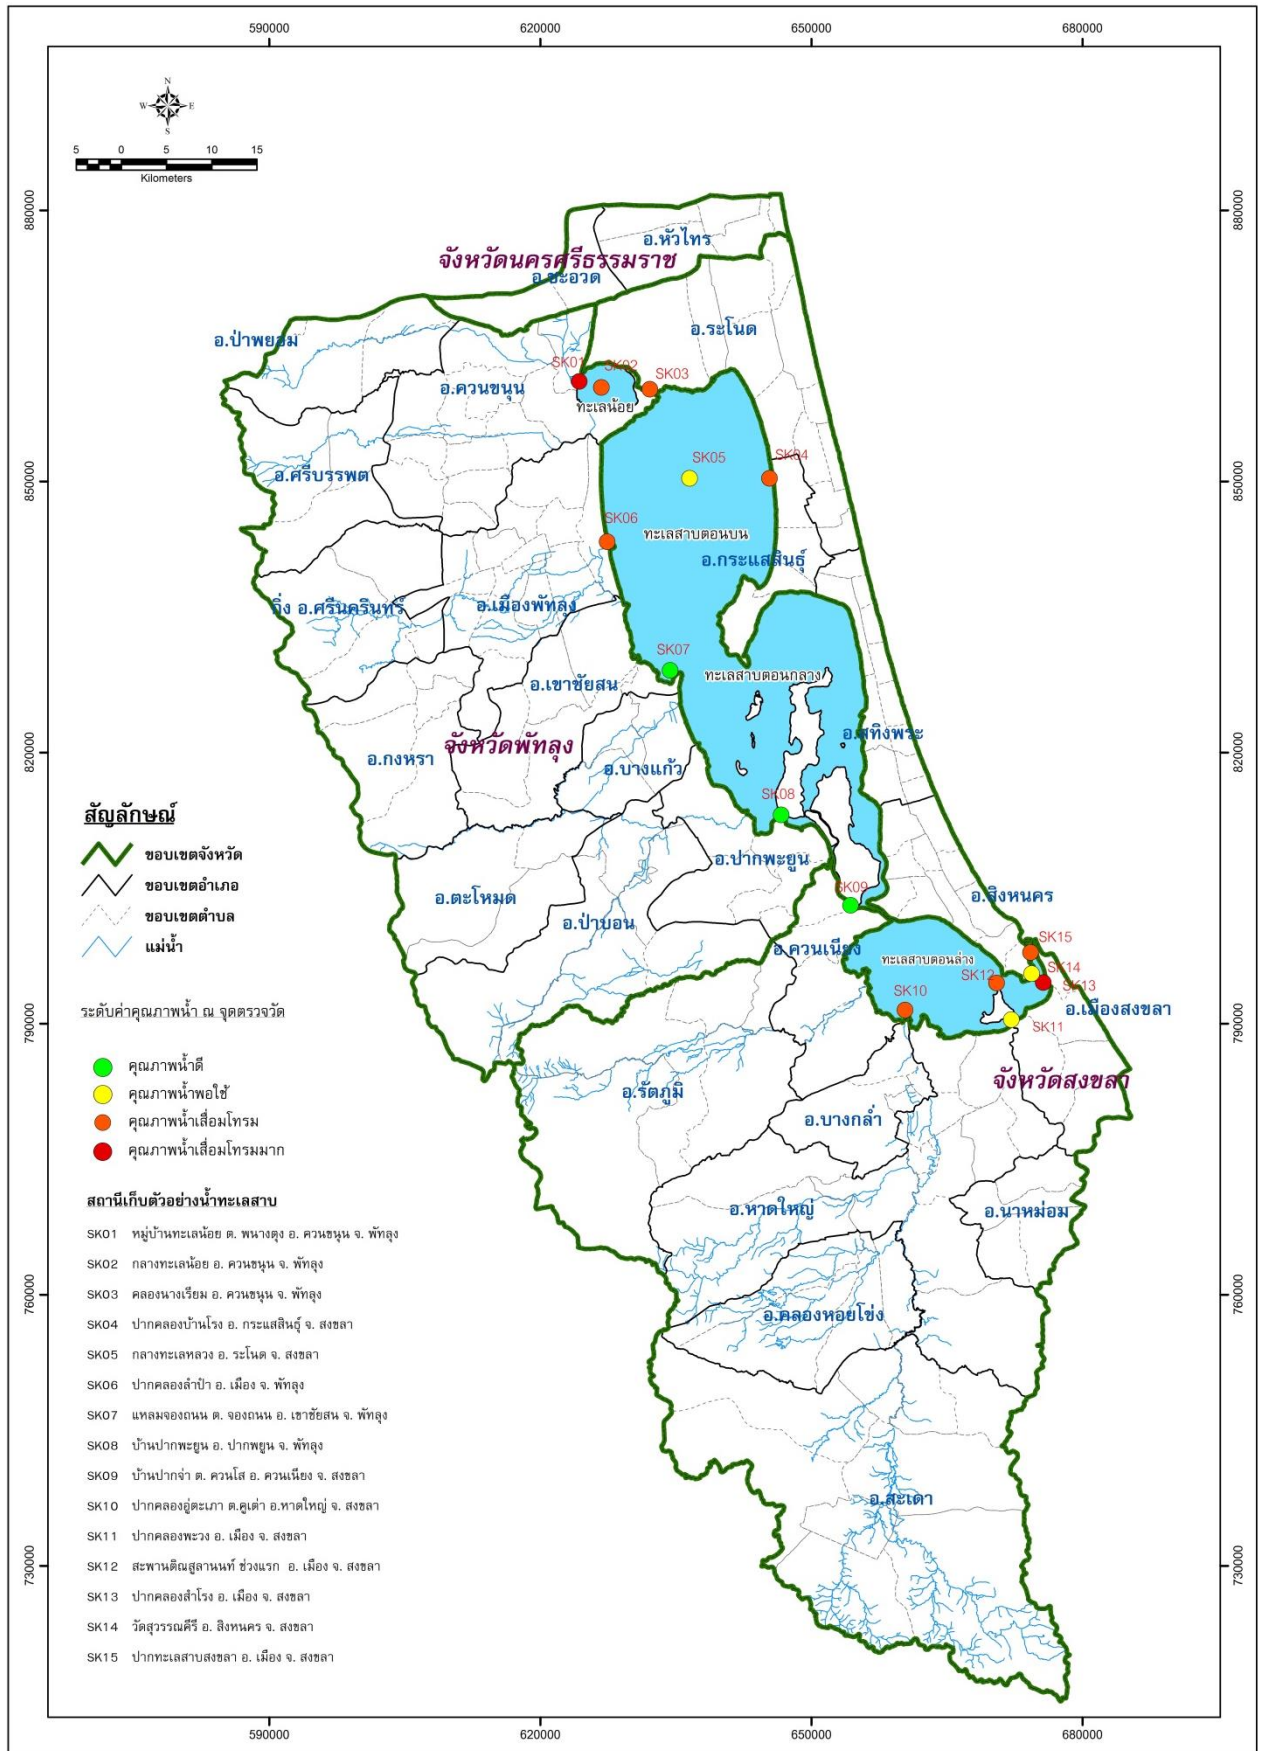 590000 620000 650000 680000
N
W E
S
5 0 5 10 15
Kilometers
880000 880000
อ.หัวไทร
จังหวัดนครศรีธรรมราช
อ.ชะอวด
อ.ป่าพยอม
อ.ระโนด
SK01 SK02 SK03
อ.ควนขนุน
ทะเลน้อย
850000 850000
อ.ศรีบรรพต
SK05 SK04
SK06
ทะเลสาบตอนบน
อ.กระแสสินธุ์
กิ่ง อ.ศรีนครินทร์
อ.เมืองพัทลุง
SK07
อ.เขาชัยสน
ทะเลสาบตอนกลาง
820000 820000
จังหวัดพัทลุง
อ.สทิงพระ
อ.กงหรา
อ.บางแก้ว
SK08
สัญลักษณ์
ขอบเขตจังหวัด
ขอบเขตอำเภอ
ขอบเขตตำบล
แม่น้ำ
อ.ปากพะยูน
อ.ตะโหมด
SK09
อ.สิงหนคร
อ.ป่าบอน
อ.ควนเนียง
ทะเลสาบตอนล่าง
SK15
SK14
SK12
SK13
SK10
อ.เมืองสงขลา
SK11
790000 790000
ระดับค่าคุณภาพน้ำ ณ จุดตรวจวัด
คุณภาพน้ำดี
คุณภาพน้ำพอใช้
คุณภาพน้ำเสื่อมโทรม
คุณภาพน้ำเสื่อมโทรมมาก
อ.รัตภูมิ
จังหวัดสงขลา
อ.บางกล่ำ
อ.หาดใหญ่
อ.นาหม่อม
760000 760000
อ.คลองหอยโข่ง
อ.สะเดา
730000 730000
สถานีเก็บตัวอย่างน้ำทะเลสาบ
SK01 หมู่บ้านทะเลน้อย ต. พนางตุง อ. ควนขนุน จ. พัทลุง
SK02 กลางทะเลน้อย อ. ควนขนุน จ. พัทลุง
SK03 คลองนางเรียม อ. ควนขนุน จ. พัทลุง
SK04 ปากคลองบ้านโรง อ. กระแสสินธุ์ จ. สงขลา
SK05 กลางทะเลหลวง อ. ระโนด จ. สงขลา
SK06 ปากคลองลำปำ อ. เมือง จ. พัทลุง
SK07 แหลมจองถนน ต. จองถนน อ. เขาชัยสน จ. พัทลุง
SK08 บ้านปากพะยูน อ. ปากพยูน จ. พัทลุง
SK09 บ้านปากจ่า ต. ควนโส อ. ควนเนียง จ. สงขลา
SK10 ปากคลองอู่ตะเภา ต.คูเต่า อ.หาดใหญ่ จ. สงขลา
SK11 ปากคลองพะวง อ. เมือง จ. สงขลา
SK12 สะพานติณสูลานนท์ ช่วงแรก อ. เมือง จ. สงขลา
SK13 ปากคลองสำโรง อ. เมือง จ. สงขลา
SK14 วัดสุวรรณคีรี อ. สิงหนคร จ. สงขลา
SK15 ปากทะเลสาบสงขลา อ. เมือง จ. สงขลา
590000 620000 650000 680000